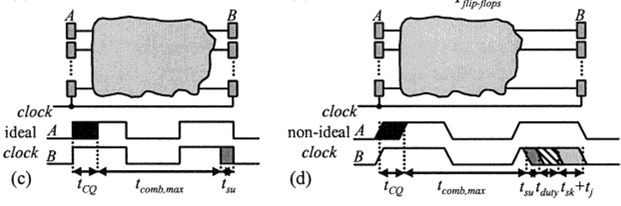 flip-flops
A B A B
clock clock
ideal A non-ideal A
clock B clock B
(c) t_CQ t_comb,max t_su (d) t_CQ t_comb,max t_su t_duty t_sk+t_j